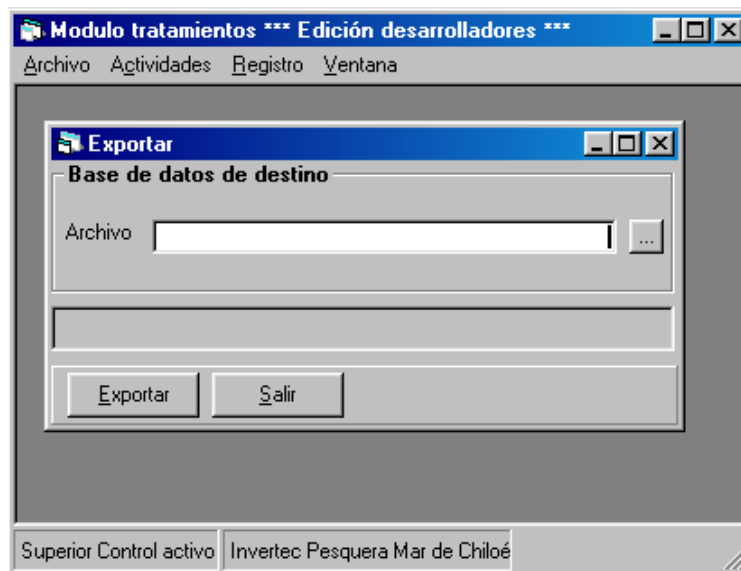 Modulo tratamientos *** Edición desarrolladores ***
Archivo Actividades Registro Ventana
Exportar
Base de datos de destino
Archivo ...
Exportar Salir
Superior Control activo Invertec Pesquera Mar de Chiloé